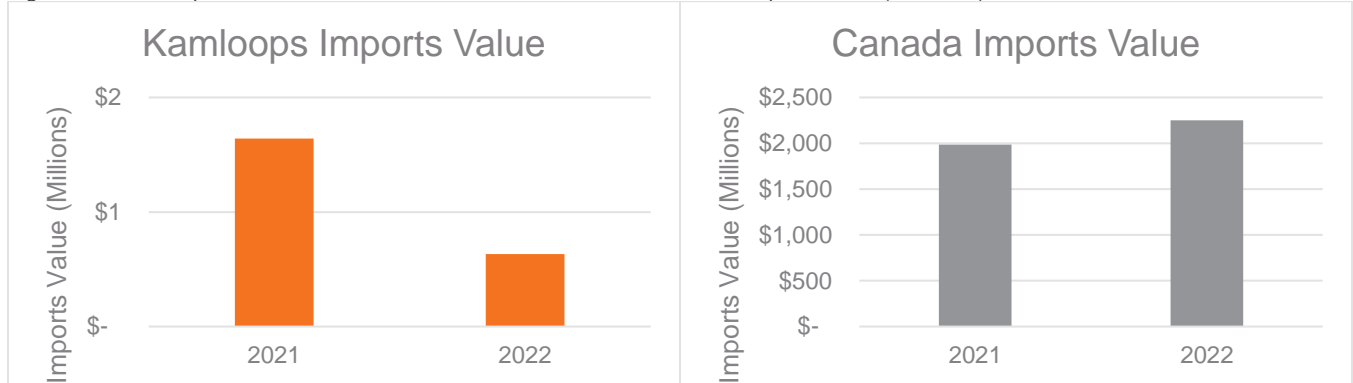 Kamloops Imports Value
Imports Value (Millions)
$2
$1
$-
2021 2022
Canada Imports Value
Imports Value (Millions)
$2,500
$2,000
$1,500
$1,000
$500
$-
2021 2022